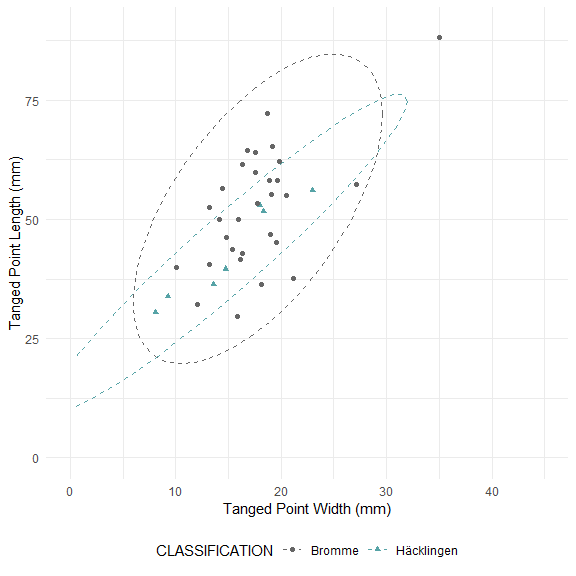 Tanged Point Length (mm)
75
50
25
0
0 10 20 30 40
Tanged Point Width (mm)
CLASSIFICATION Bromme Häcklingen